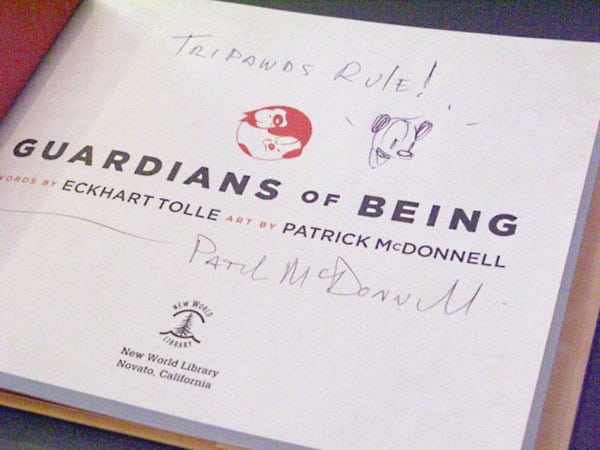 TRIPAWDS RULE!
GUARDIANS OF BEING
WORDS BY ECKHART TOLLE ART BY PATRICK McDONNELL
PATRICK McDONNELL
NEW WORLD
LIBRARY
New World Library
Novato, California